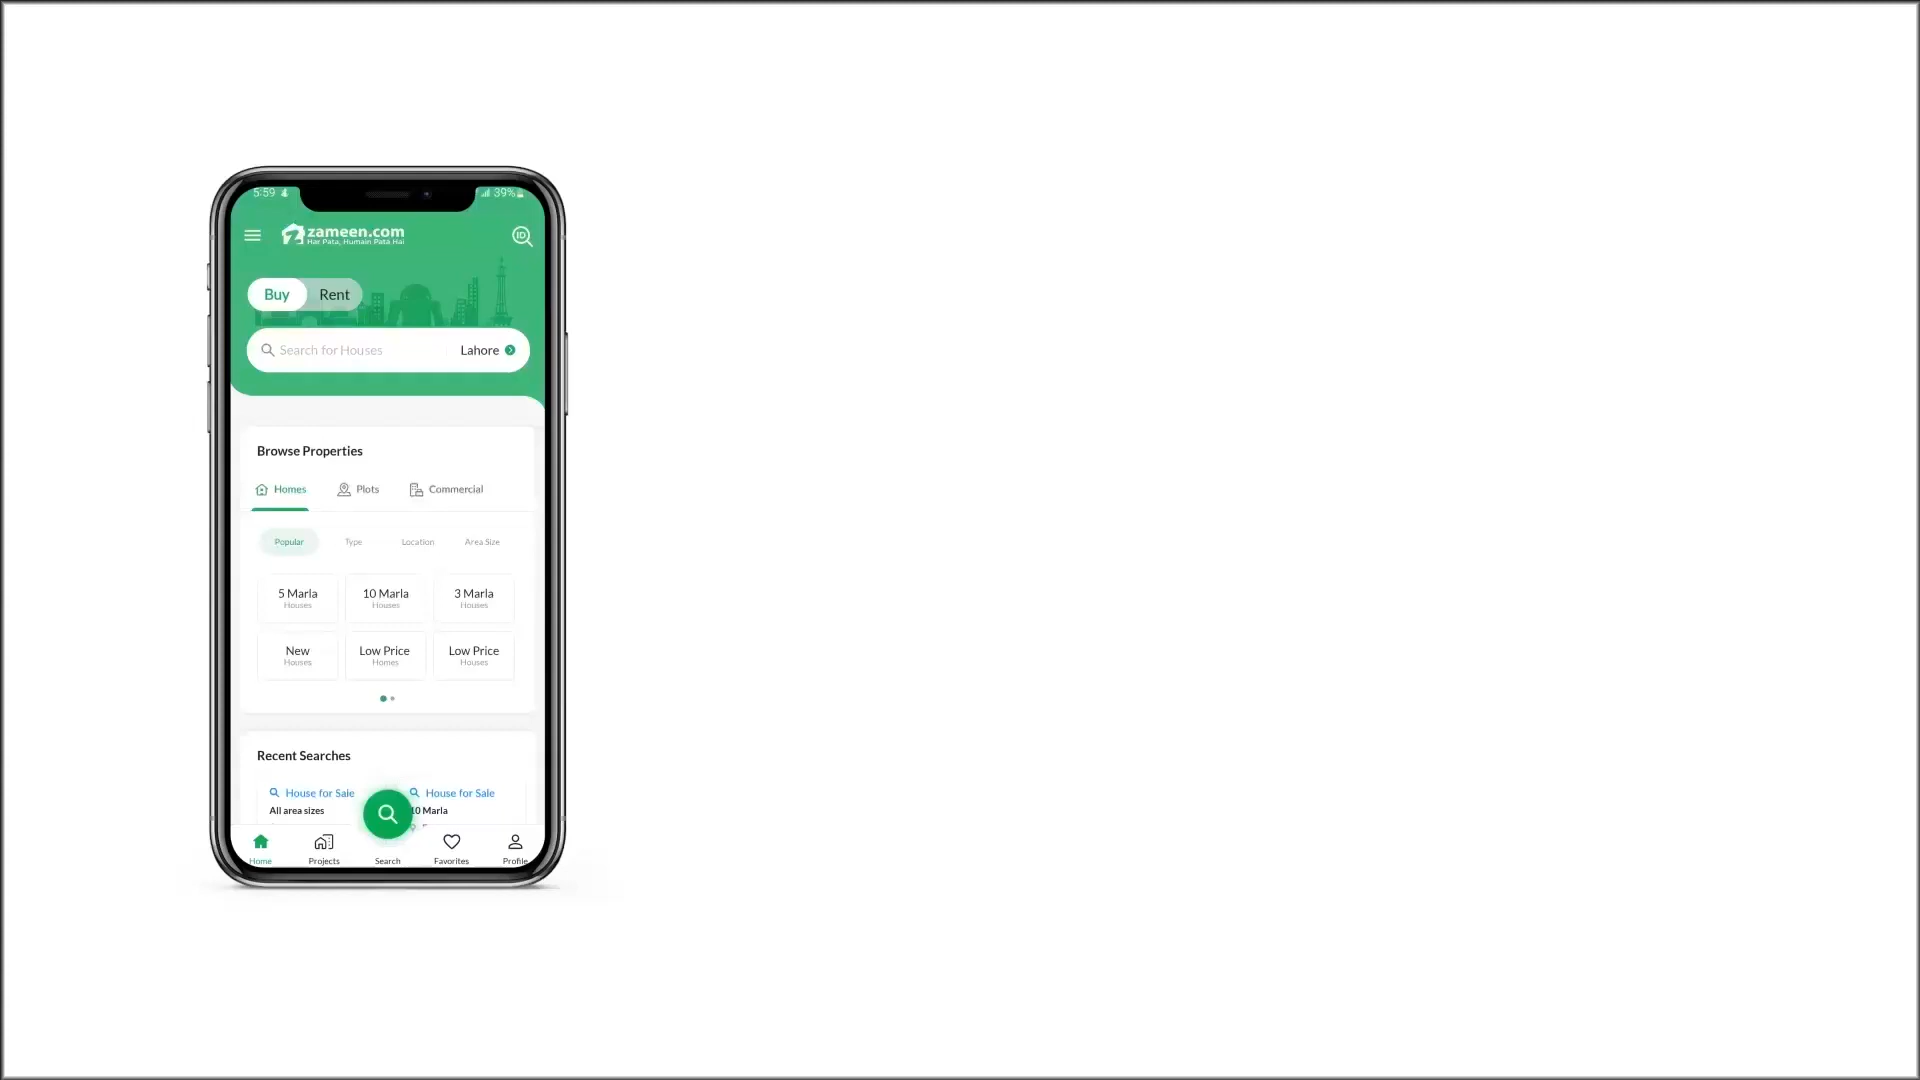 5:59
39%
zameen.com
Har Pata, Humain Pata Hai
ID
Buy Rent
Search for Houses Lahore
Browse Properties
Homes Plots Commercial
Popular Type Location Area Size
5 Marla 10 Marla 3 Marla
Houses Houses Houses
New Low Price Low Price
Houses Homes Houses
Recent Searches
House for Sale House for Sale
All area sizes 10 Marla
Home Projects Search Favorites Profile